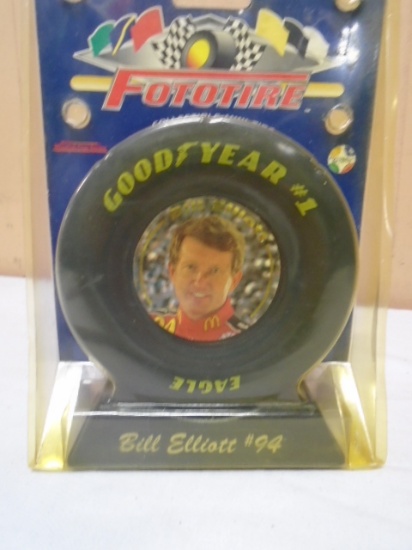 FOTOTIRE
GOODYEAR #1
EAGLE
Bill Elliott #94